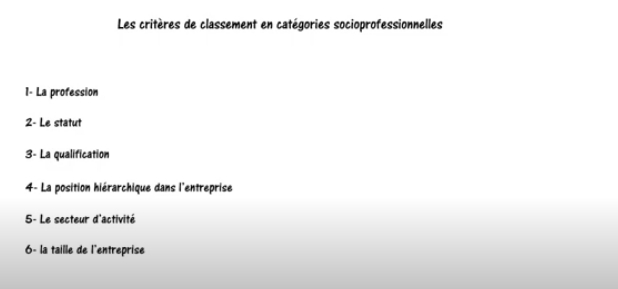 Les critères de classement en catégories socioprofessionnelles
1- La profession
2- Le statut
3- La qualification
4- La position hiérarchique dans l'entreprise
5- Le secteur d'activité
6- la taille de l'entreprise